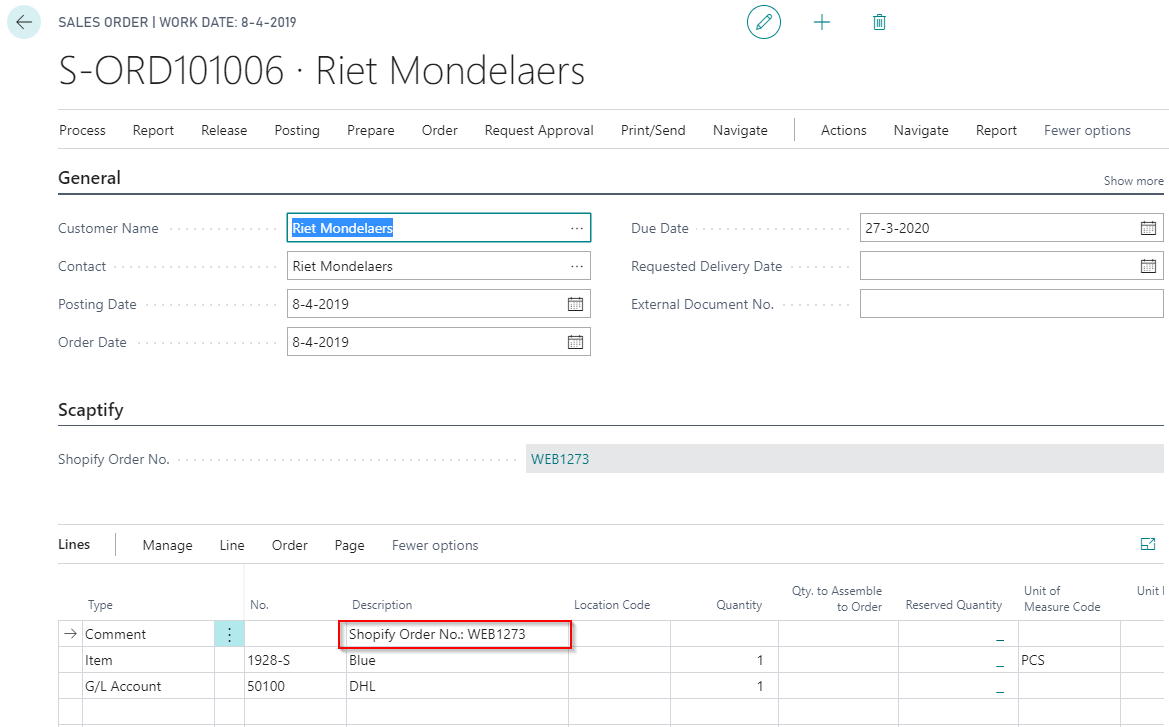 SALES ORDER | WORK DATE: 8-4-2019
S-ORD101006 · Riet Mondelaers
Process Report Release Posting Prepare Order Request Approval Print/Send Navigate Actions Navigate Report Fewer options
General
Show more
Customer Name Riet Mondelaers
Contact Riet Mondelaers
Posting Date 8-4-2019
Order Date 8-4-2019
Due Date 27-3-2020
Requested Delivery Date
External Document No.
Scaptify
Shopify Order No. WEB1273
Lines Manage Line Order Page Fewer options
Type No. Description Location Code Quantity Qty. to Assemble to Order Reserved Quantity Unit of Measure Code Unit
Comment Shopify Order No.: WEB1273 _
Item 1928-S Blue 1 _ PCS
G/L Account 50100 DHL 1 _